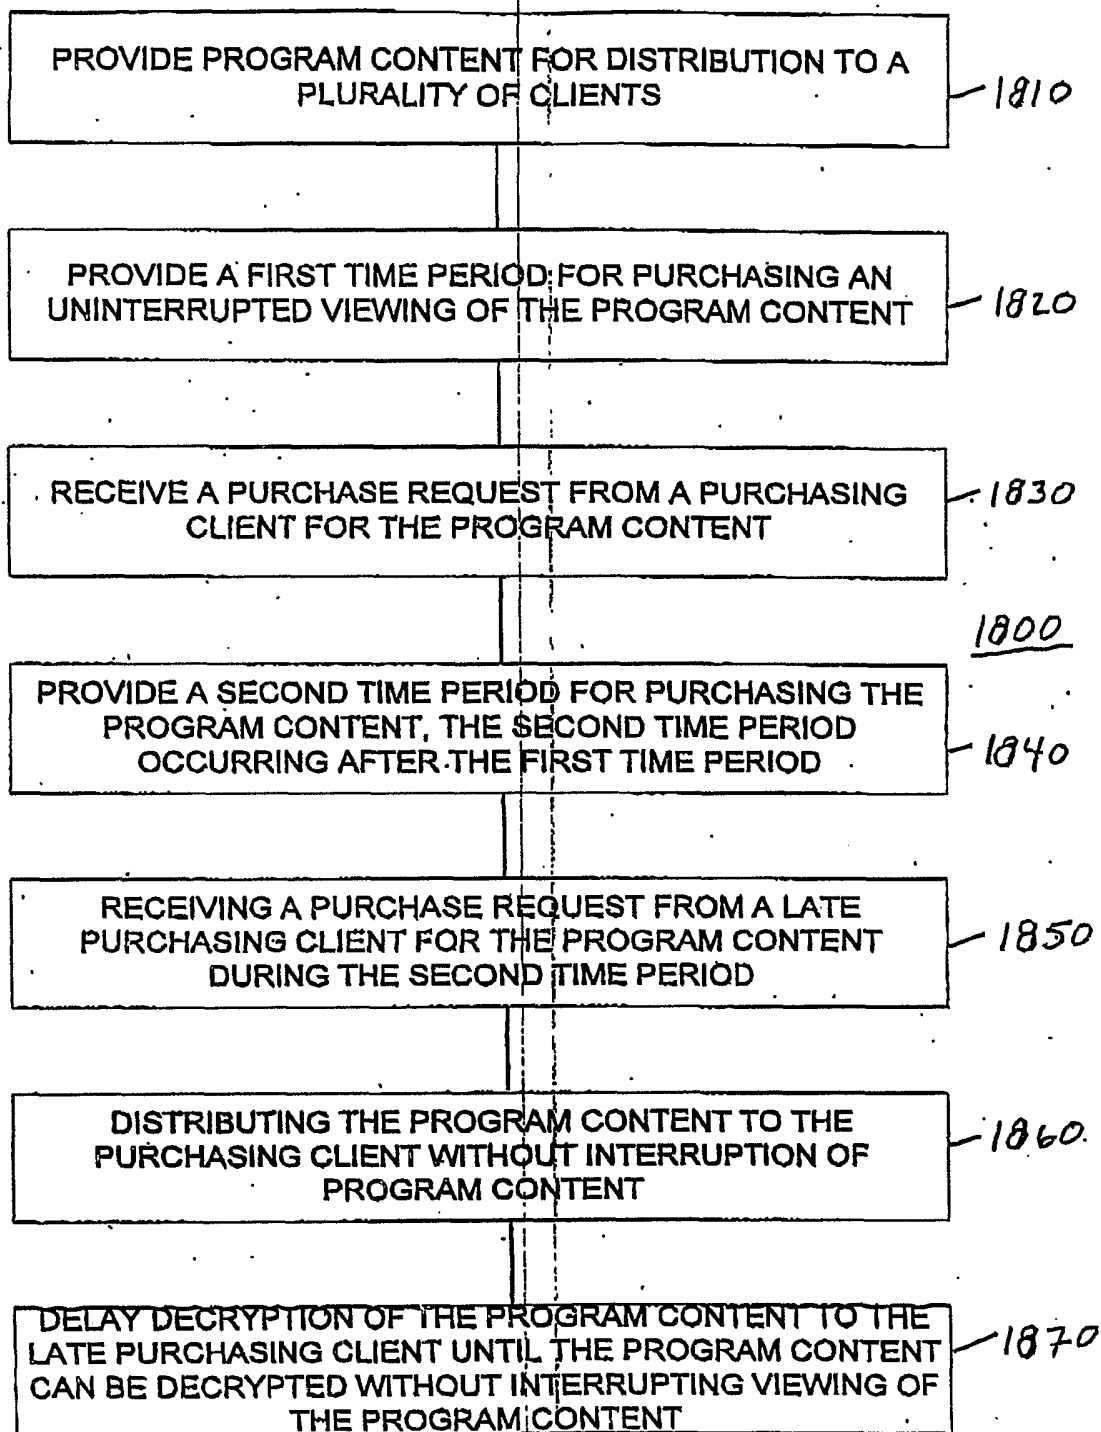 PROVIDE PROGRAM CONTENT FOR DISTRIBUTION TO A
PLURALITY OF CLIENTS
1810
PROVIDE A FIRST TIME PERIOD FOR PURCHASING AN
UNINTERRUPTED VIEWING OF THE PROGRAM CONTENT
1820
RECEIVE A PURCHASE REQUEST FROM A PURCHASING
CLIENT FOR THE PROGRAM CONTENT
1830
1800
PROVIDE A SECOND TIME PERIOD FOR PURCHASING THE
PROGRAM CONTENT, THE SECOND TIME PERIOD
OCCURRING AFTER THE FIRST TIME PERIOD
1840
RECEIVING A PURCHASE REQUEST FROM A LATE
PURCHASING CLIENT FOR THE PROGRAM CONTENT
DURING THE SECOND TIME PERIOD
1850
DISTRIBUTING THE PROGRAM CONTENT TO THE
PURCHASING CLIENT WITHOUT INTERRUPTION OF
PROGRAM CONTENT
1860
DELAY DECRYPTION OF THE PROGRAM CONTENT TO THE
LATE PURCHASING CLIENT UNTIL THE PROGRAM CONTENT
CAN BE DECRYPTED WITHOUT INTERRUPTING VIEWING OF
THE PROGRAM CONTENT
1870